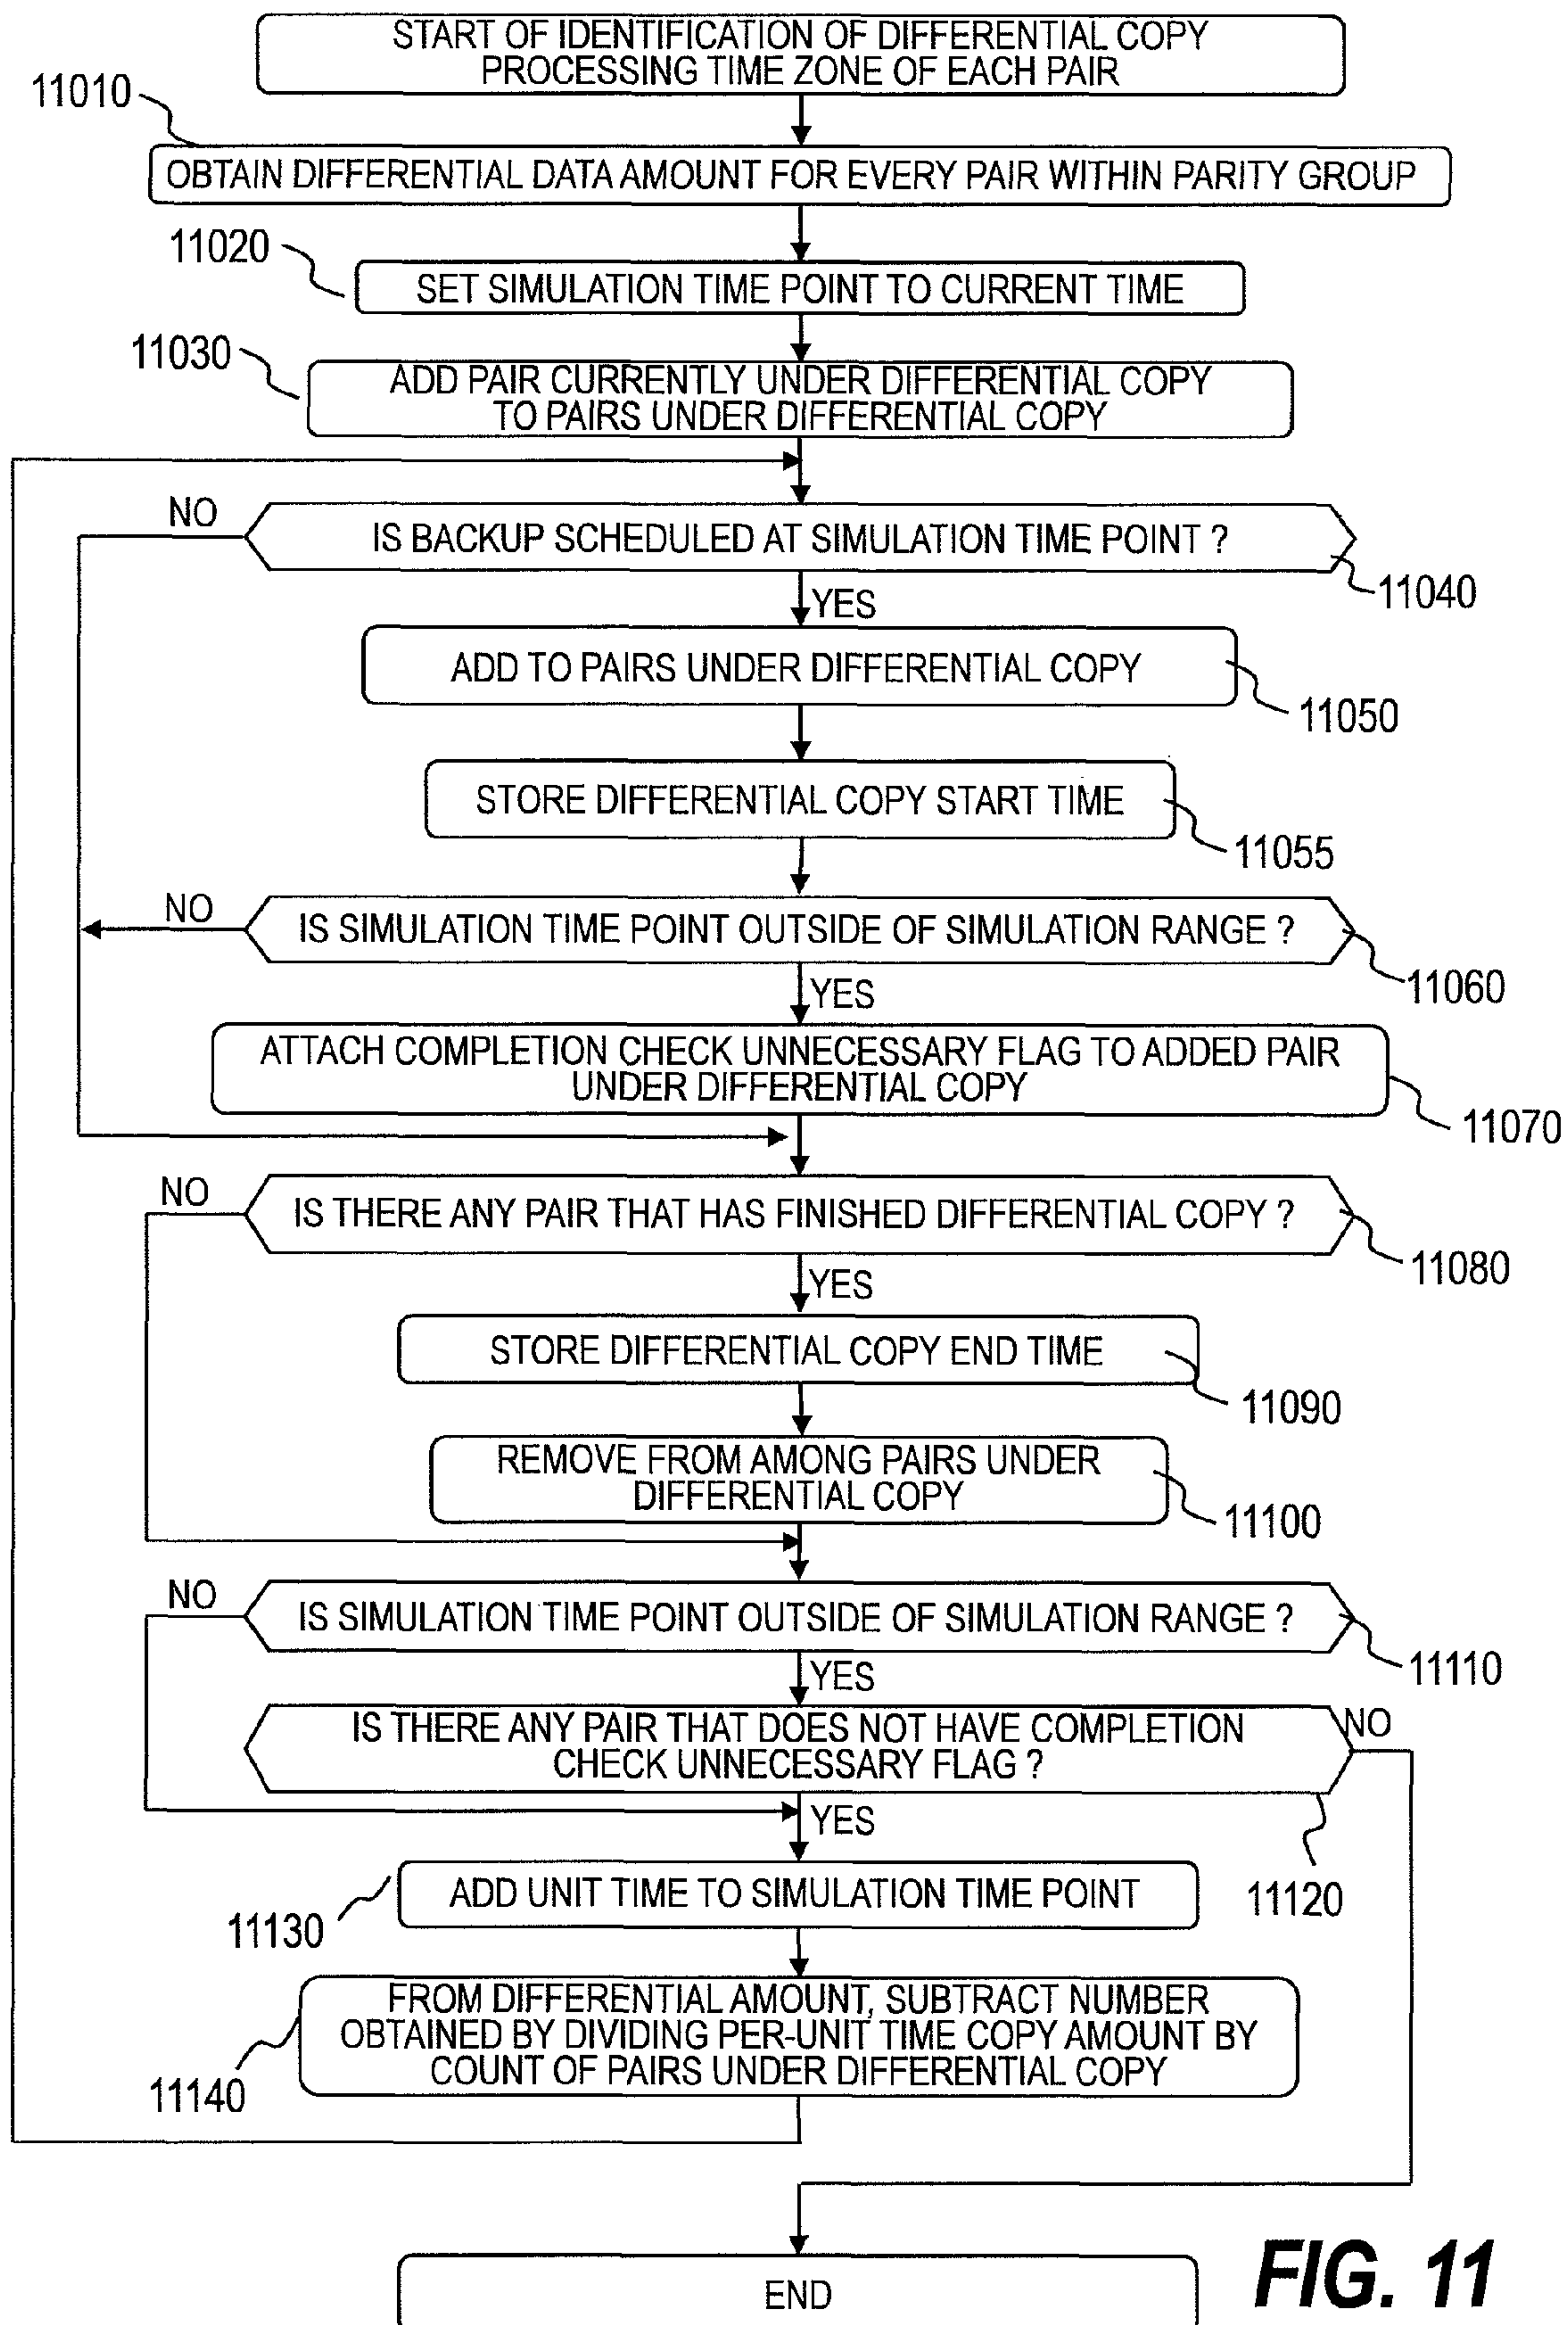 START OF IDENTIFICATION OF DIFFERENTIAL COPY
PROCESSING TIME ZONE OF EACH PAIR
11010
OBTAIN DIFFERENTIAL DATA AMOUNT FOR EVERY PAIR WITHIN PARITY GROUP
11020
SET SIMULATION TIME POINT TO CURRENT TIME
11030
ADD PAIR CURRENTLY UNDER DIFFERENTIAL COPY
TO PAIRS UNDER DIFFERENTIAL COPY
NO
IS BACKUP SCHEDULED AT SIMULATION TIME POINT ?
11040
YES
ADD TO PAIRS UNDER DIFFERENTIAL COPY
11050
STORE DIFFERENTIAL COPY START TIME
11055
NO
IS SIMULATION TIME POINT OUTSIDE OF SIMULATION RANGE ?
11060
YES
ATTACH COMPLETION CHECK UNNECESSARY FLAG TO ADDED PAIR
UNDER DIFFERENTIAL COPY
11070
NO
IS THERE ANY PAIR THAT HAS FINISHED DIFFERENTIAL COPY ?
11080
YES
STORE DIFFERENTIAL COPY END TIME
11090
REMOVE FROM AMONG PAIRS UNDER
DIFFERENTIAL COPY
11100
NO
IS SIMULATION TIME POINT OUTSIDE OF SIMULATION RANGE ?
11110
YES
IS THERE ANY PAIR THAT DOES NOT HAVE COMPLETION
CHECK UNNECESSARY FLAG ?
NO
YES
11120
ADD UNIT TIME TO SIMULATION TIME POINT
11130
FROM DIFFERENTIAL AMOUNT, SUBTRACT NUMBER
OBTAINED BY DIVIDING PER-UNIT TIME COPY AMOUNT BY
COUNT OF PAIRS UNDER DIFFERENTIAL COPY
11140
END
FIG. 11